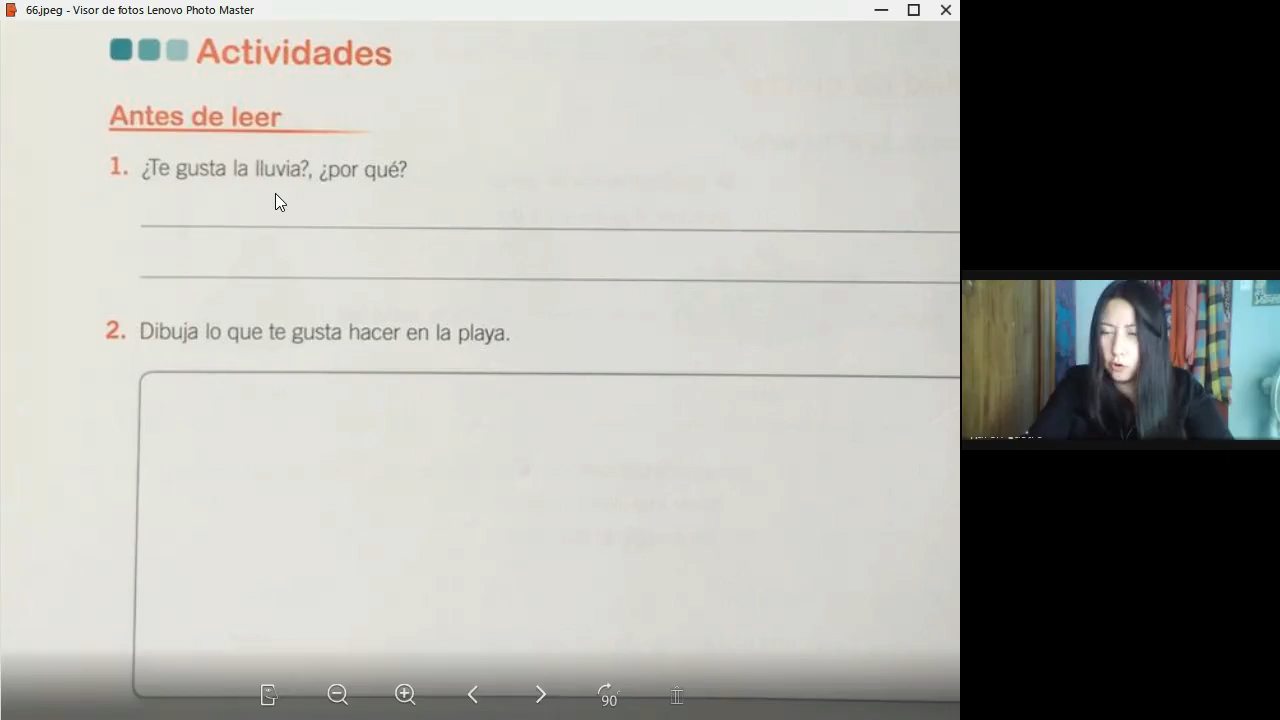 66.jpeg - Visor de fotos Lenovo Photo Master
Actividades
Antes de leer
1. ¿Te gusta la lluvia?, ¿por qué?
2. Dibuja lo que te gusta hacer en la playa.
90°